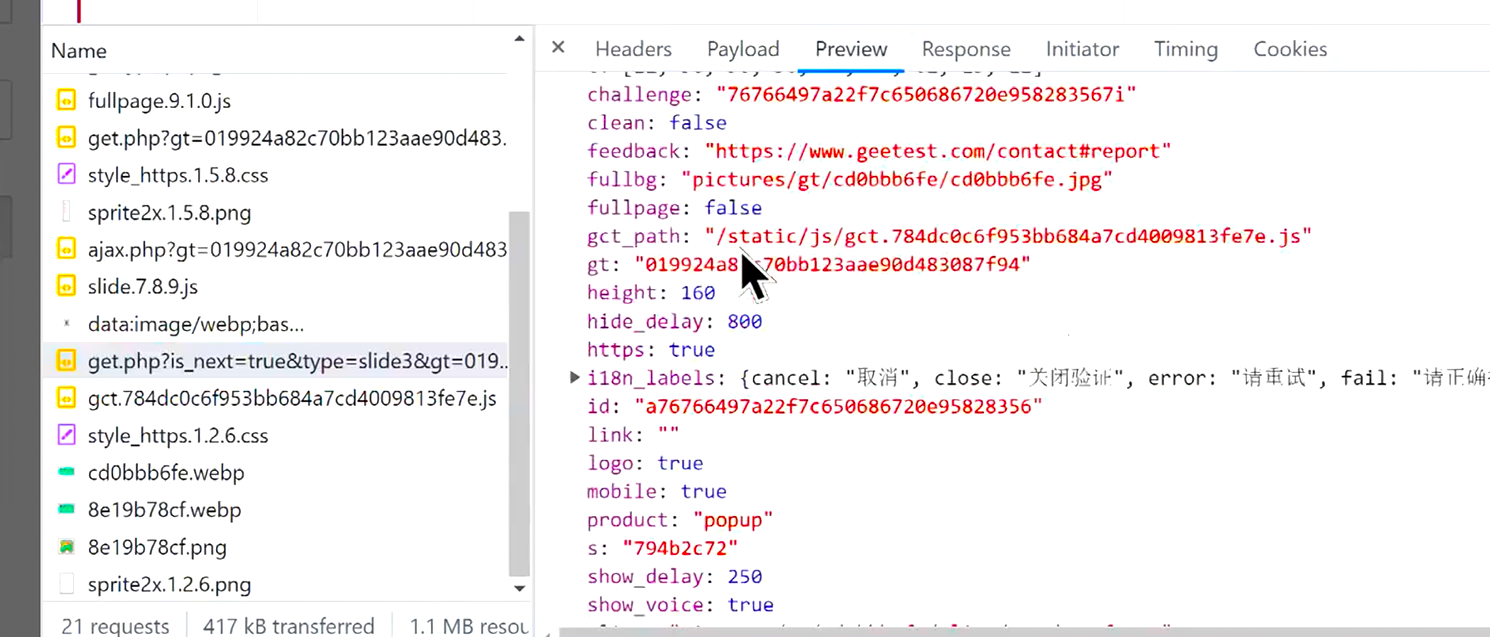 Name
fullpage.9.1.0.js
get.php?gt=019924a82c70bb123aae90d483.
style_https.1.5.8.css
sprite2x.1.5.8.png
ajax.php?gt=019924a82c70bb123aae90d483
slide.7.8.9.js
data:image/webp;bas...
get.php?is_next=true&type=slide3&gt=019..
gct.784dc0c6f953bb684a7cd4009813fe7e.js
style_https.1.2.6.css
cd0bbb6fe.webp
8e19b78cf.webp
8e19b78cf.png
sprite2x.1.2.6.png
21 requests 417 kB transferred 1.1 MB resou
Headers Payload Preview Response Initiator Timing Cookies
challenge: "76766497a22f7c650686720e958283567i"
clean: false
feedback: "https://www.geetest.com/contact#report"
fullbg: "pictures/gt/cd0bbb6fe/cd0bbb6fe.jpg"
fullpage: false
gct_path: "/static/js/gct.784dc0c6f953bb684a7cd4009813fe7e.js"
gt: "019924a8 70bb123aae90d483087f94"
height: 160
hide_delay: 800
https: true
i18n_labels: {cancel: "取消", close: "关闭验证", error: "请重试", fail: "请正确
id: "a76766497a22f7c650686720e95828356"
link: ""
logo: true
mobile: true
product: "popup"
s: "794b2c72"
show_delay: 250
show_voice: true